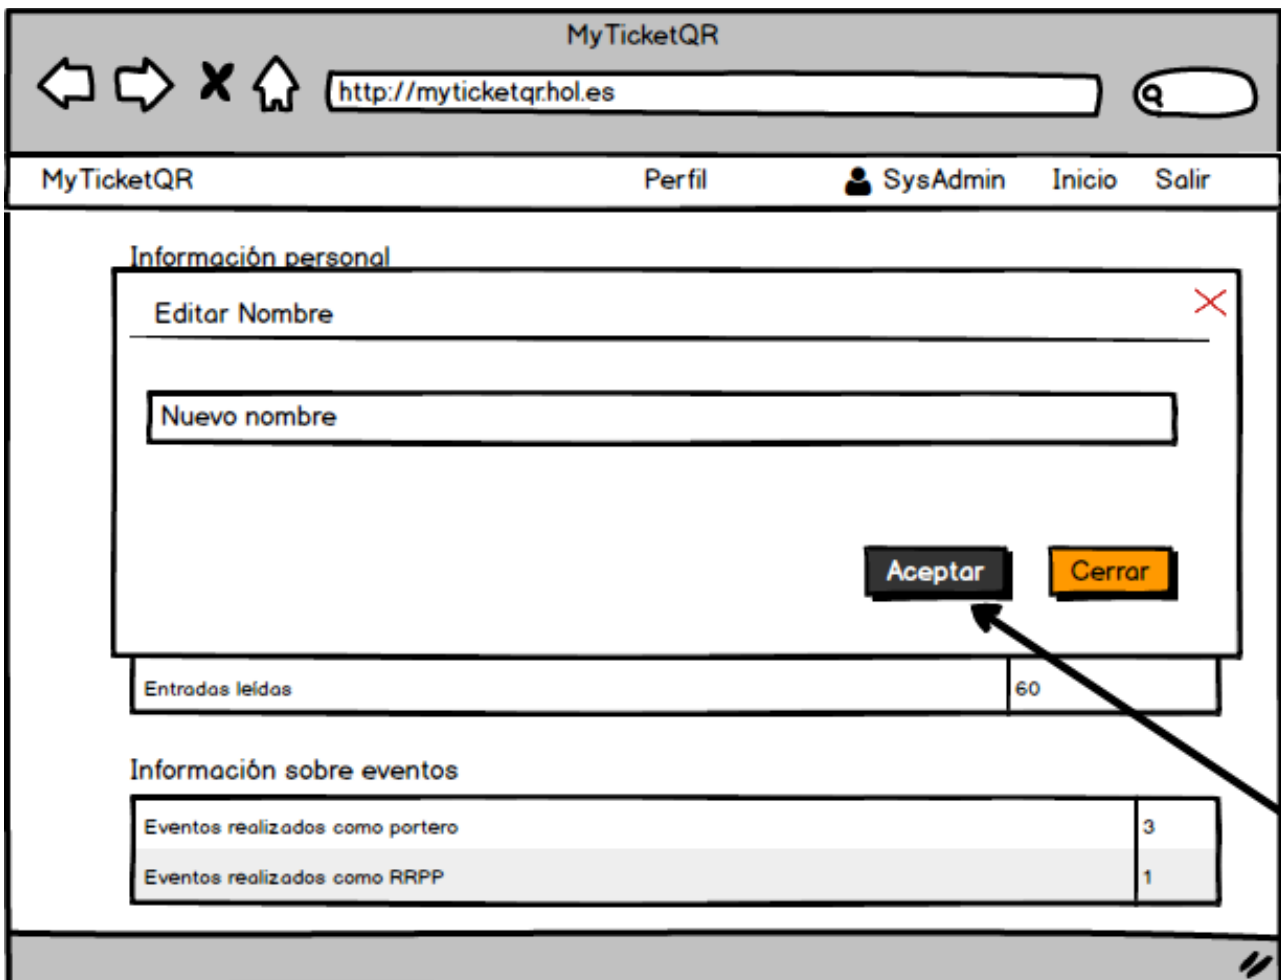 MyTicketQR
http://myticketqr.hol.es
MyTicketQR Perfil SysAdmin Inicio Salir
Información personal
Editar Nombre
Nuevo nombre
Aceptar Cerrar
Entradas leídas 60
Información sobre eventos
Eventos realizados como portero 3
Eventos realizados como RRPP 1